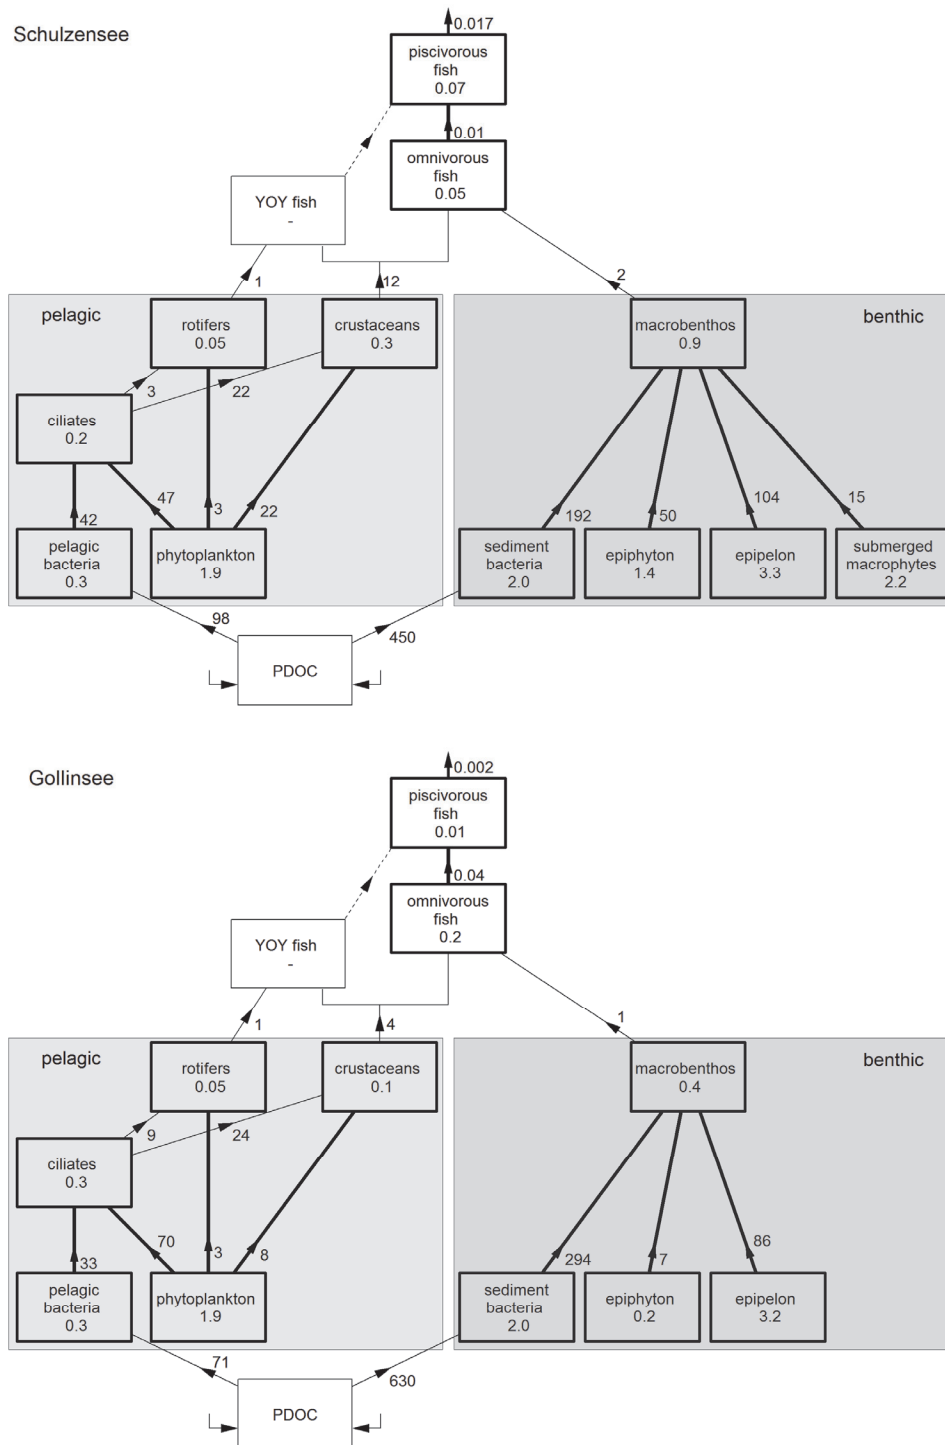 Schulzensee
0.017
piscivorous
fish
0.07
0.01
omnivorous
fish
0.05
YOY fish
-
1
12
2
pelagic
rotifers
0.05
crustaceans
0.3
macrobenthos
0.9
benthic
3
22
ciliates
0.2
42
47
3
22
192
50
104
15
pelagic
bacteria
0.3
phytoplankton
1.9
sediment
bacteria
2.0
epiphyton
1.4
epipelon
3.3
submerged
macrophytes
2.2
98
450
PDOC
Gollinsee
0.002
piscivorous
fish
0.01
0.04
omnivorous
fish
0.2
YOY fish
-
1
4
1
pelagic
rotifers
0.05
crustaceans
0.1
macrobenthos
0.4
benthic
9
24
ciliates
0.3
33
70
3
8
294
7
86
pelagic
bacteria
0.3
phytoplankton
1.9
sediment
bacteria
2.0
epiphyton
0.2
epipelon
3.2
71
630
PDOC